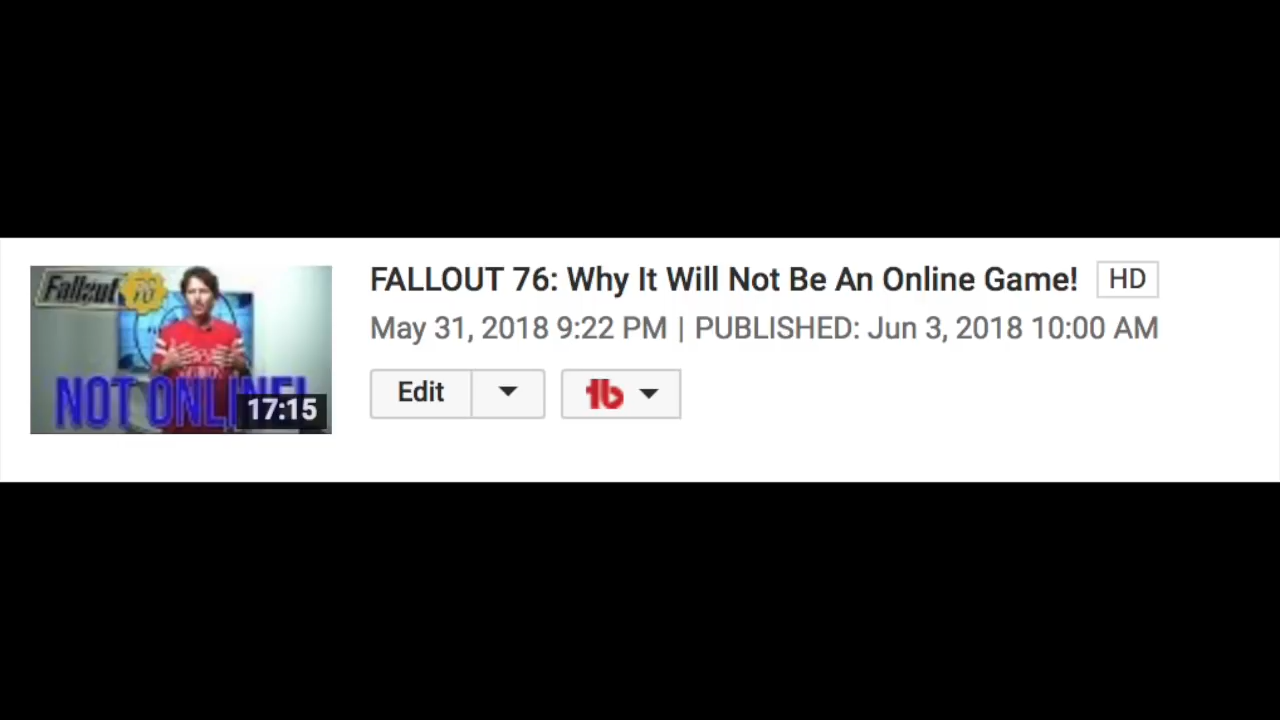 Fallout 76
NOT ONLINE!
17:15
FALLOUT 76: Why It Will Not Be An Online Game! HD
May 31, 2018 9:22 PM | PUBLISHED: Jun 3, 2018 10:00 AM
Edit